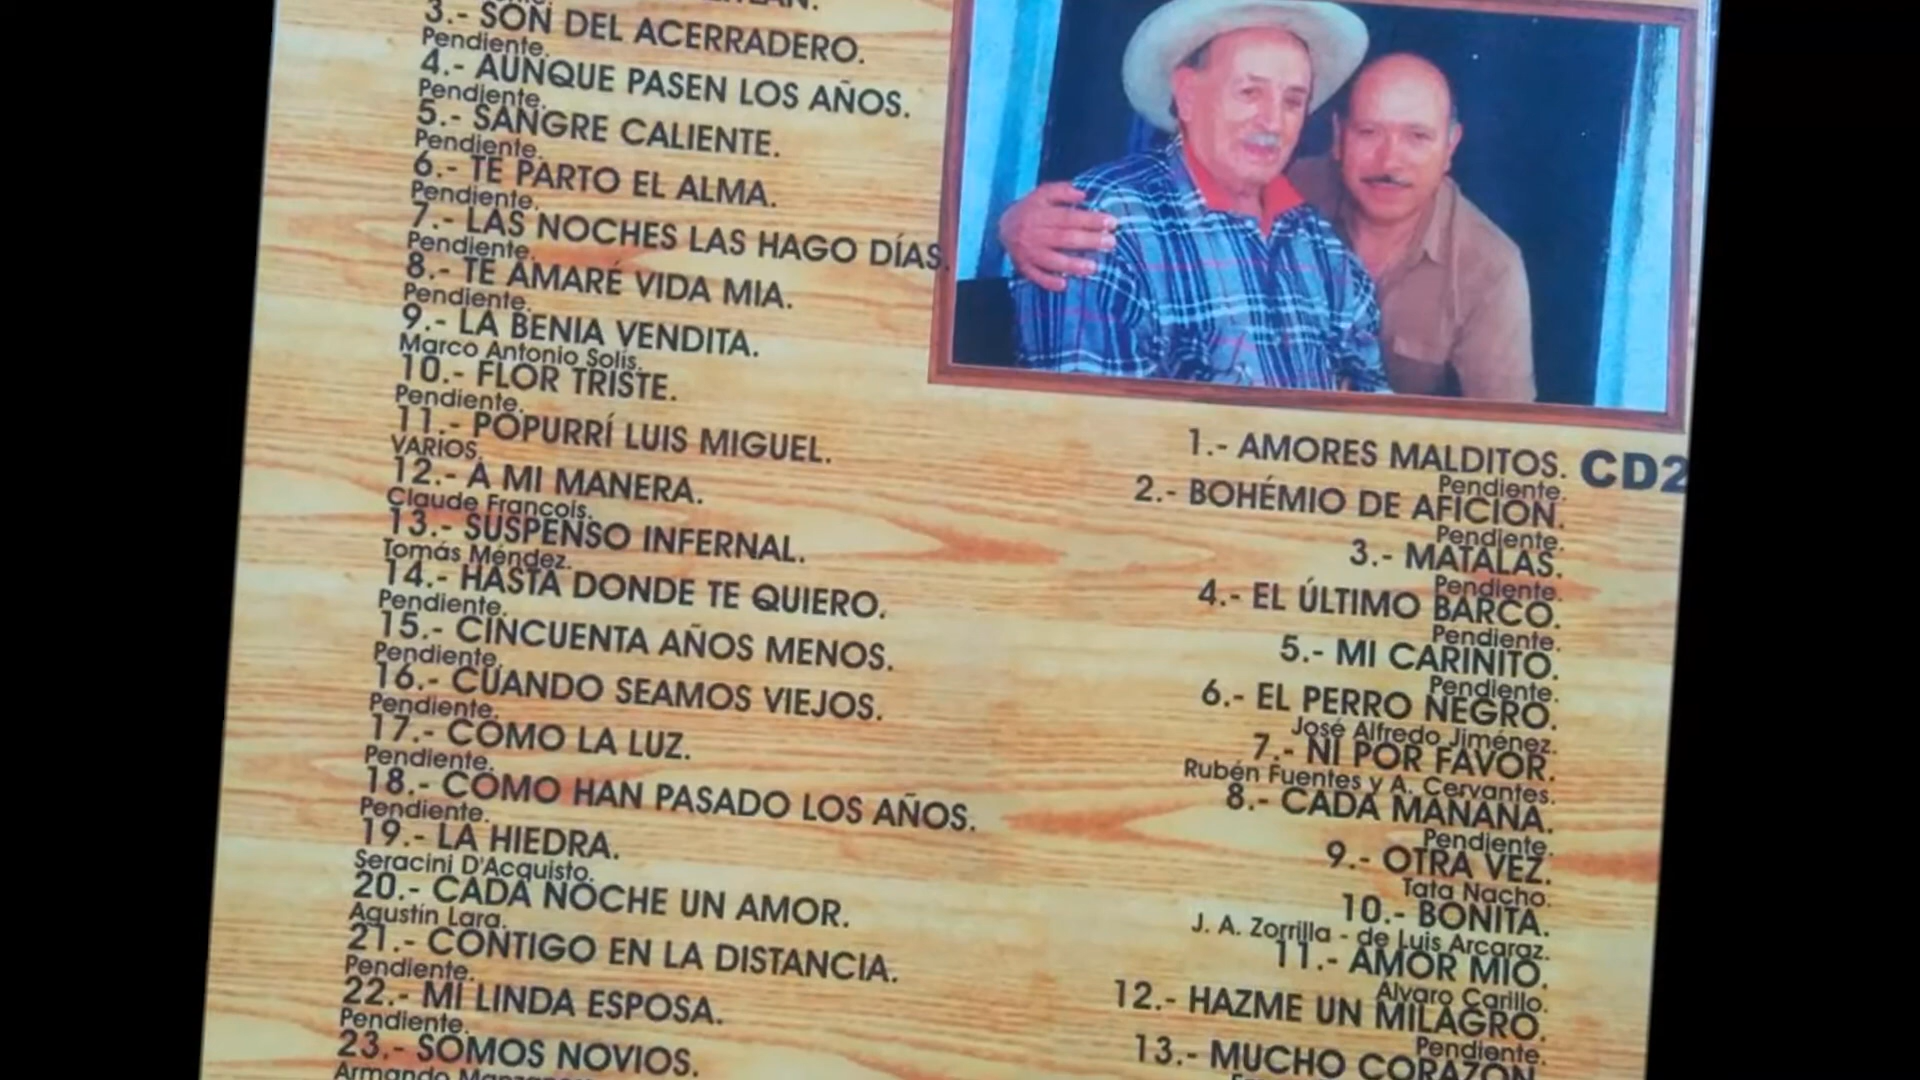 3.- SON DEL ACERRADERO.
Pendiente.
4.- AUNQUE PASEN LOS AÑOS.
Pendiente.
5.- SANGRE CALIENTE.
Pendiente.
6.- TE PARTO EL ALMA.
Pendiente.
7.- LAS NOCHES LAS HAGO DÍAS.
Pendiente.
8.- TE AMARÉ VIDA MIA.
Pendiente.
9.- LA BENIA VENDITA.
Marco Antonio Solís.
10.- FLOR TRISTE.
Pendiente.
11.- POPURRÍ LUIS MIGUEL.
VARIOS.
12.- A MI MANERA.
Claude Francois.
13.- SUSPENSO INFERNAL.
Tomás Méndez.
14.- HASTA DONDE TE QUIERO.
Pendiente.
15.- CINCUENTA AÑOS MENOS.
Pendiente.
16.- CUANDO SEAMOS VIEJOS.
Pendiente.
17.- COMO LA LUZ.
Pendiente.
18.- COMO HAN PASADO LOS AÑOS.
Pendiente.
19.- LA HIEDRA.
Seracini D'Acquisto.
20.- CADA NOCHE UN AMOR.
Agustín Lara.
21.- CONTIGO EN LA DISTANCIA.
Pendiente.
22.- MI LINDA ESPOSA.
Pendiente.
23.- SOMOS NOVIOS.
Armando
CD2
1.- AMORES MALDITOS.
Pendiente.
2.- BOHÉMIO DE AFICIÓN.
Pendiente.
3.- MATALAS.
Pendiente.
4.- EL ÚLTIMO BARCO.
Pendiente.
5.- MI CARIÑITO.
Pendiente.
6.- EL PERRO NEGRO.
José Alfredo Jiménez.
7.- NI POR FAVOR.
Rubén Fuentes y A. Cervantes.
8.- CADA MAÑANA.
Pendiente.
9.- OTRA VEZ.
Tata Nacho.
10.- BONITA.
J. A. Zorrilla - de Luis Arcaraz.
11.- AMOR MIO.
Alvaro Carillo.
12.- HAZME UN MILAGRO.
Pendiente.
13.- MUCHO CORAZÓN.